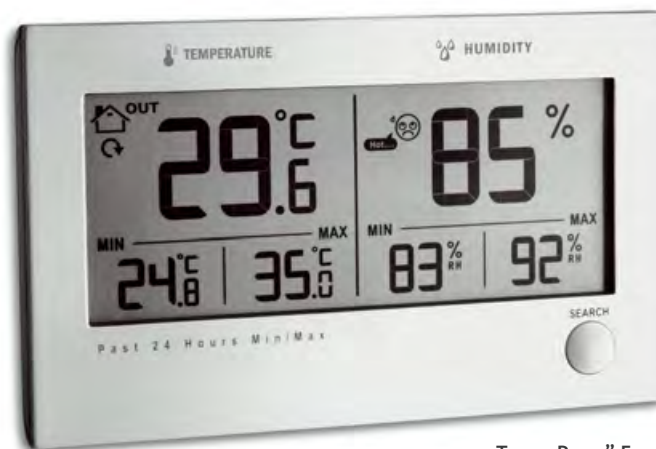 TEMPERATURE HUMIDITY
OUT
29.6 °C
Hot...
85 %
MIN MAX
24.8 °C 35.0 °C
MIN MAX
83 % RH 92 % RH
Past 24 Hours Min/Max
SEARCH